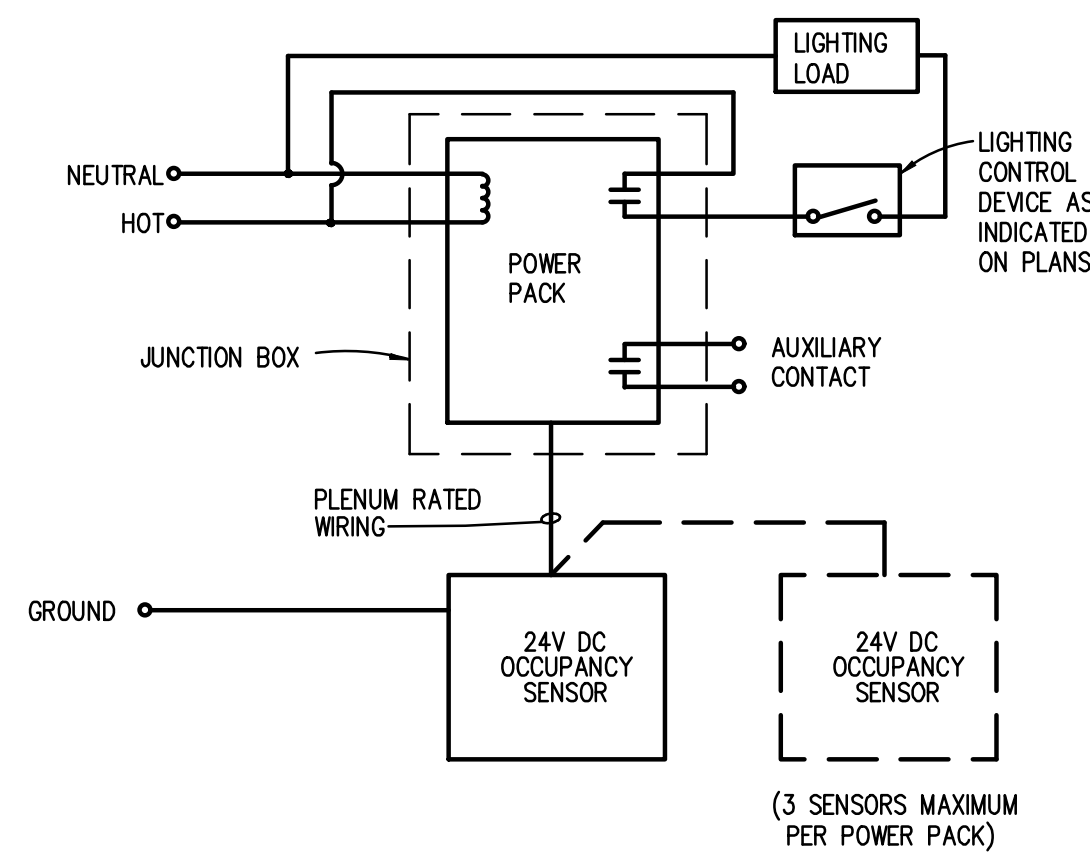 LIGHTING
LOAD
LIGHTING
CONTROL
DEVICE AS
INDICATED
ON PLANS
NEUTRAL
HOT
POWER
PACK
JUNCTION BOX
AUXILIARY
CONTACT
PLENUM RATED
WIRING
GROUND
24V DC
OCCUPANCY
SENSOR
24V DC
OCCUPANCY
SENSOR
(3 SENSORS MAXIMUM
PER POWER PACK)